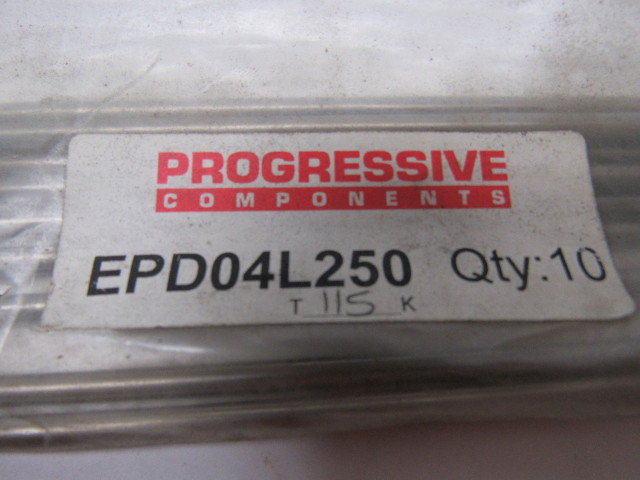 PROGRESSIVE
COMPONENTS
EPD04L250 Qty:10
T 115 K